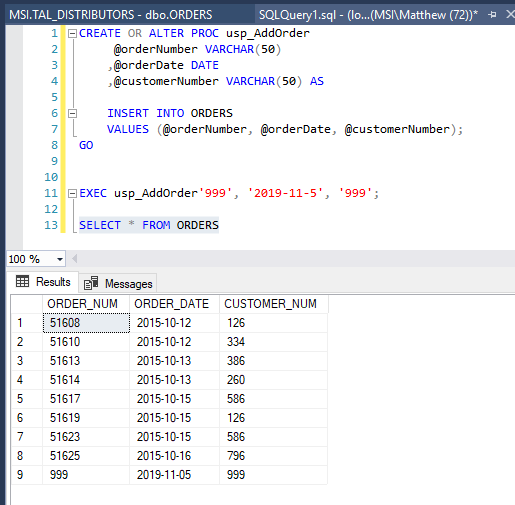 MSI.TAL_DISTRIBUTORS - dbo.ORDERS SQLQuery1.sql - (lo...(MSI\Matthew (72))*
1 CREATE OR ALTER PROC usp_AddOrder
2 @orderNumber VARCHAR(50)
3 ,@orderDate DATE
4 ,@customerNumber VARCHAR(50) AS
5
6 INSERT INTO ORDERS
7 VALUES (@orderNumber, @orderDate, @customerNumber);
8 GO
9
10
11 EXEC usp_AddOrder'999', '2019-11-5', '999';
12
13 SELECT * FROM ORDERS
100 %
Results Messages
ORDER_NUM ORDER_DATE CUSTOMER_NUM
1 51608 2015-10-12 126
2 51610 2015-10-12 334
3 51613 2015-10-13 386
4 51614 2015-10-13 260
5 51617 2015-10-15 586
6 51619 2015-10-15 126
7 51623 2015-10-15 586
8 51625 2015-10-16 796
9 999 2019-11-05 999